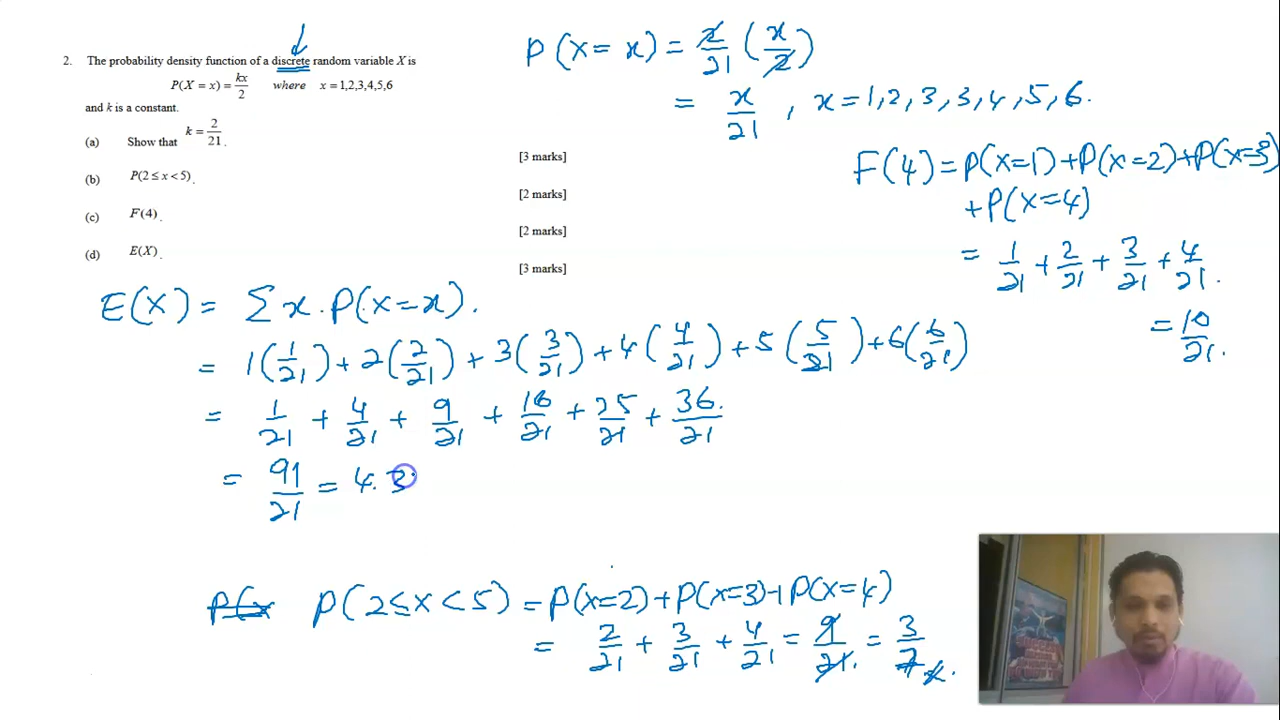 2. The probability density function of a discrete random variable X is
P(X = x) = kx/2 where x = 1,2,3,4,5,6
and k is a constant.
(a) Show that k = 2/21.
[3 marks]
(b) P(2 ≤ x < 5).
[2 marks]
(c) F(4).
[2 marks]
(d) E(X).
[3 marks]
P(X = x) = 2/21 (x/2)
= x/21 , x = 1, 2, 3, 3, 4, 5, 6.
F(4) = P(X=1) + P(X=2) + P(X=3)
+ P(X=4)
= 1/21 + 2/21 + 3/21 + 4/21.
= 10/21.
E(X) = Σ x . P(X=x).
= 1(1/21) + 2(2/21) + 3(3/21) + 4(4/21) + 5(5/21) + 6(6/21)
= 1/21 + 4/21 + 9/21 + 16/21 + 25/21 + 36/21
= 91/21 = 4.3
P(x P(2 ≤ X < 5) = P(X=2) + P(X=3) + P(X=4)
= 2/21 + 3/21 + 4/21 = 9/21. = 3/7